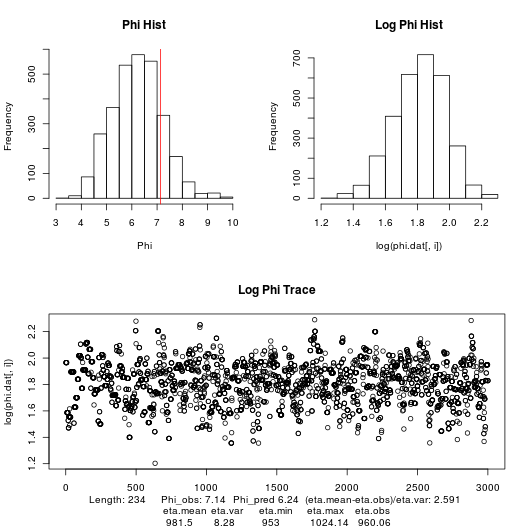 Phi Hist
Frequency
0 100 300 500
3 4 5 6 7 8 9 10
Phi
Log Phi Hist
Frequency
0 100 300 500 700
1.2 1.4 1.6 1.8 2.0 2.2
log(phi.dat[, i])
Log Phi Trace
log(phi.dat[, i])
1.2 1.4 1.6 1.8 2.0 2.2
0 500 1000 1500 2000 2500 3000
Length: 234 Phi_obs: 7.14 Phi_pred 6.24 (eta.mean-eta.obs)/eta.var: 2.591
eta.mean eta.var eta.min eta.max eta.obs
981.5 8.28 953 1024.14 960.06